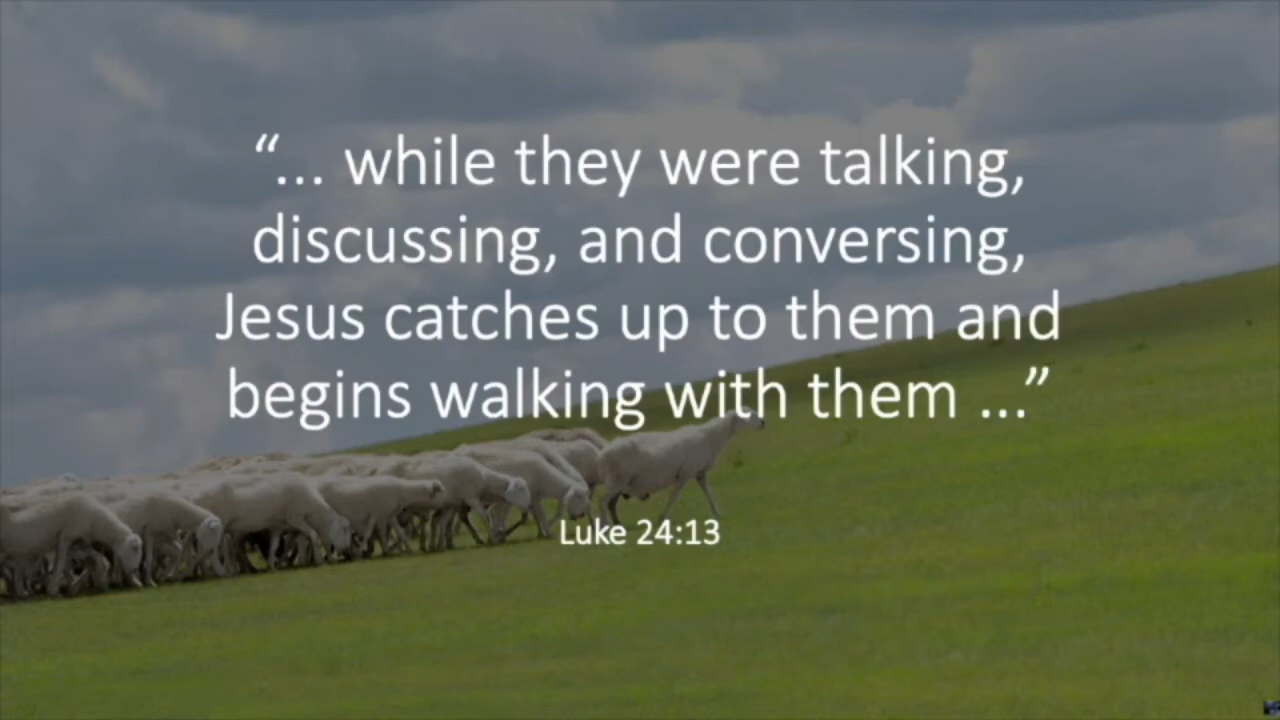 “... while they were talking,
discussing, and conversing,
Jesus catches up to them and
begins walking with them ...”
Luke 24:13